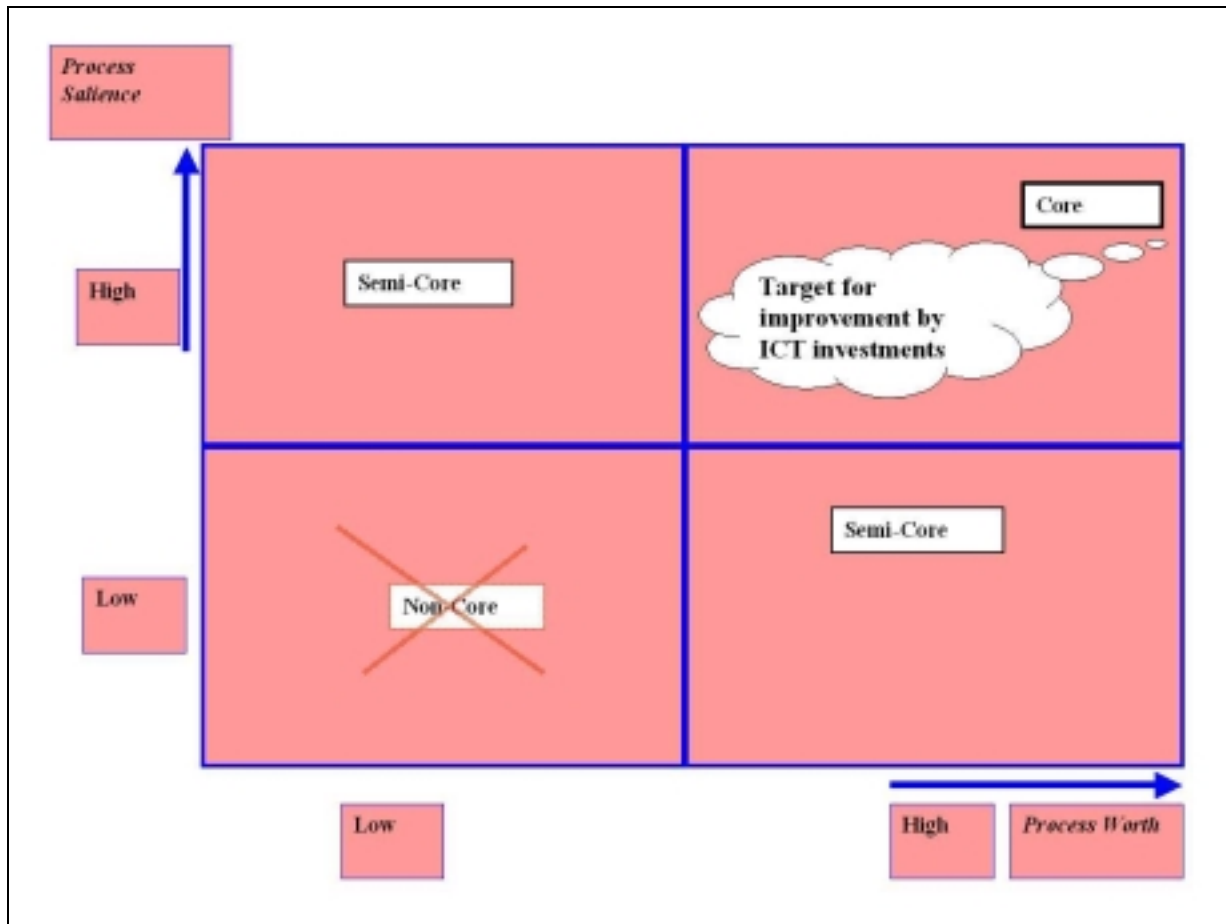 Process
Salience
Core
High
Semi-Core
Target for
improvement by
ICT investments
Semi-Core
Low
Non-Core
Low
High
Process Worth